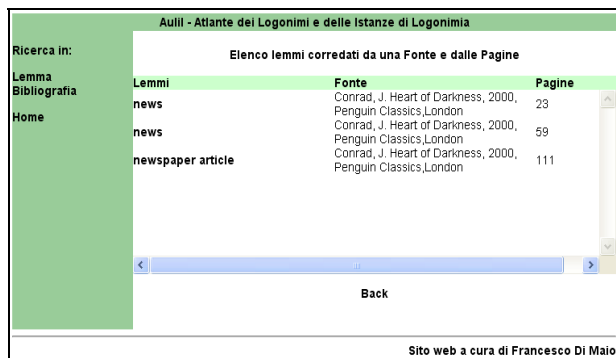 Aulil - Atlante dei Logonimi e delle Istanze di Logonimia
Ricerca in:
Lemma
Bibliografia
Home
Elenco lemmi corredati da una Fonte e dalle Pagine
Lemmi Fonte Pagine
news Conrad, J. Heart of Darkness, 2000, Penguin Classics,London 23
news Conrad, J. Heart of Darkness, 2000, Penguin Classics,London 59
newspaper article Conrad, J. Heart of Darkness, 2000, Penguin Classics,London 111
Back
Sito web a cura di Francesco Di Maio